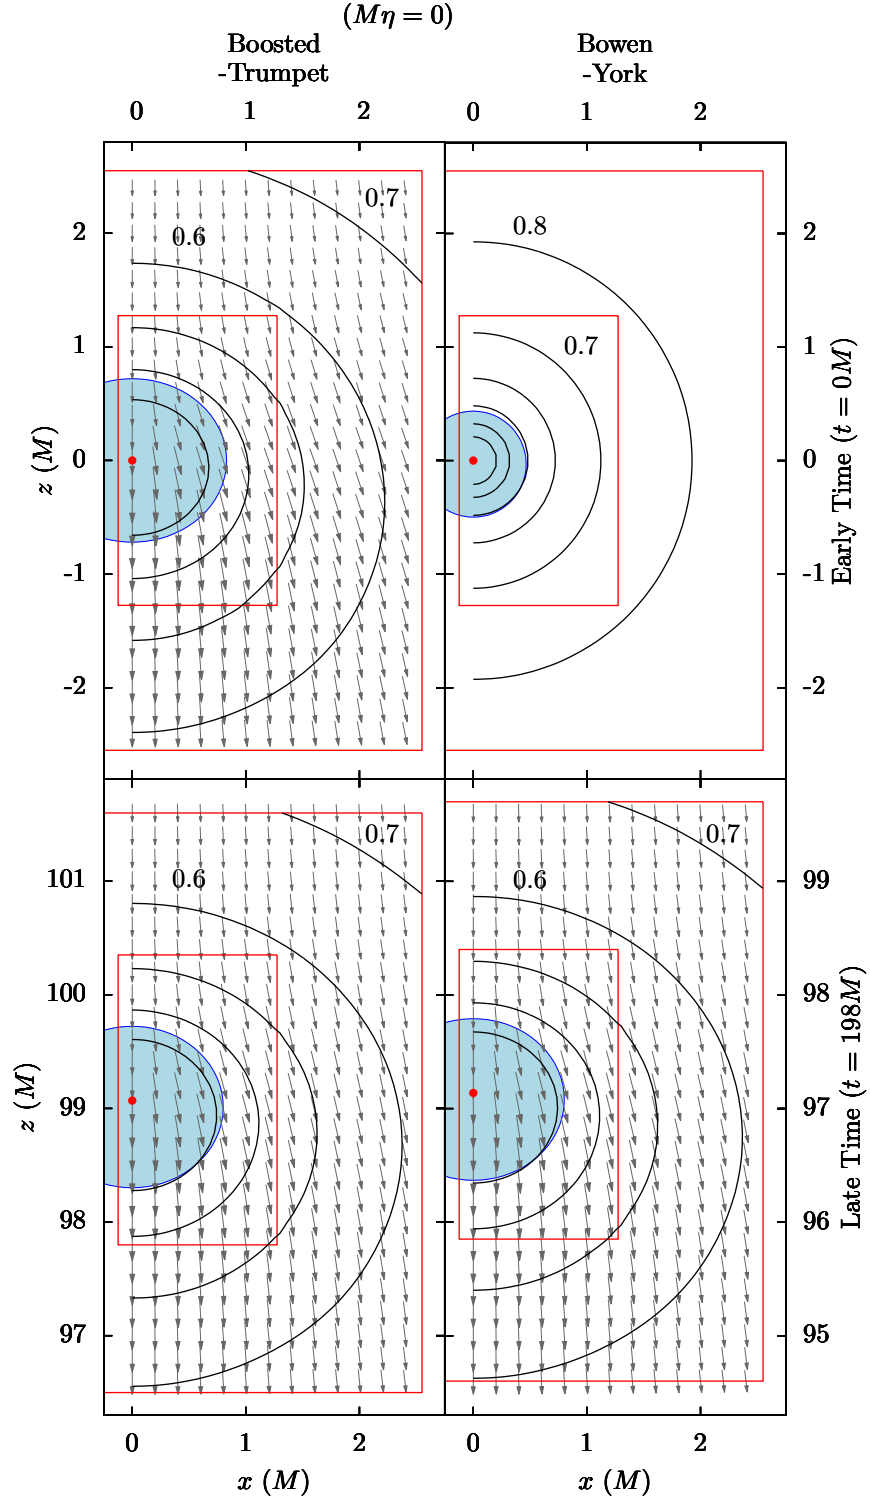 (Mη = 0)
Boosted
-Trumpet
Bowen
-York
0 1 2 0 1 2
0.7
0.6
0.8
0.7
2
1
0
-1
-2
z (M)
2
1
0
-1
-2
Early Time (t = 0M)
0.7
0.6
0.7
0.6
101
100
99
98
97
z (M)
99
98
97
96
95
Late Time (t = 198M)
0 1 2 0 1 2
x (M) x (M)